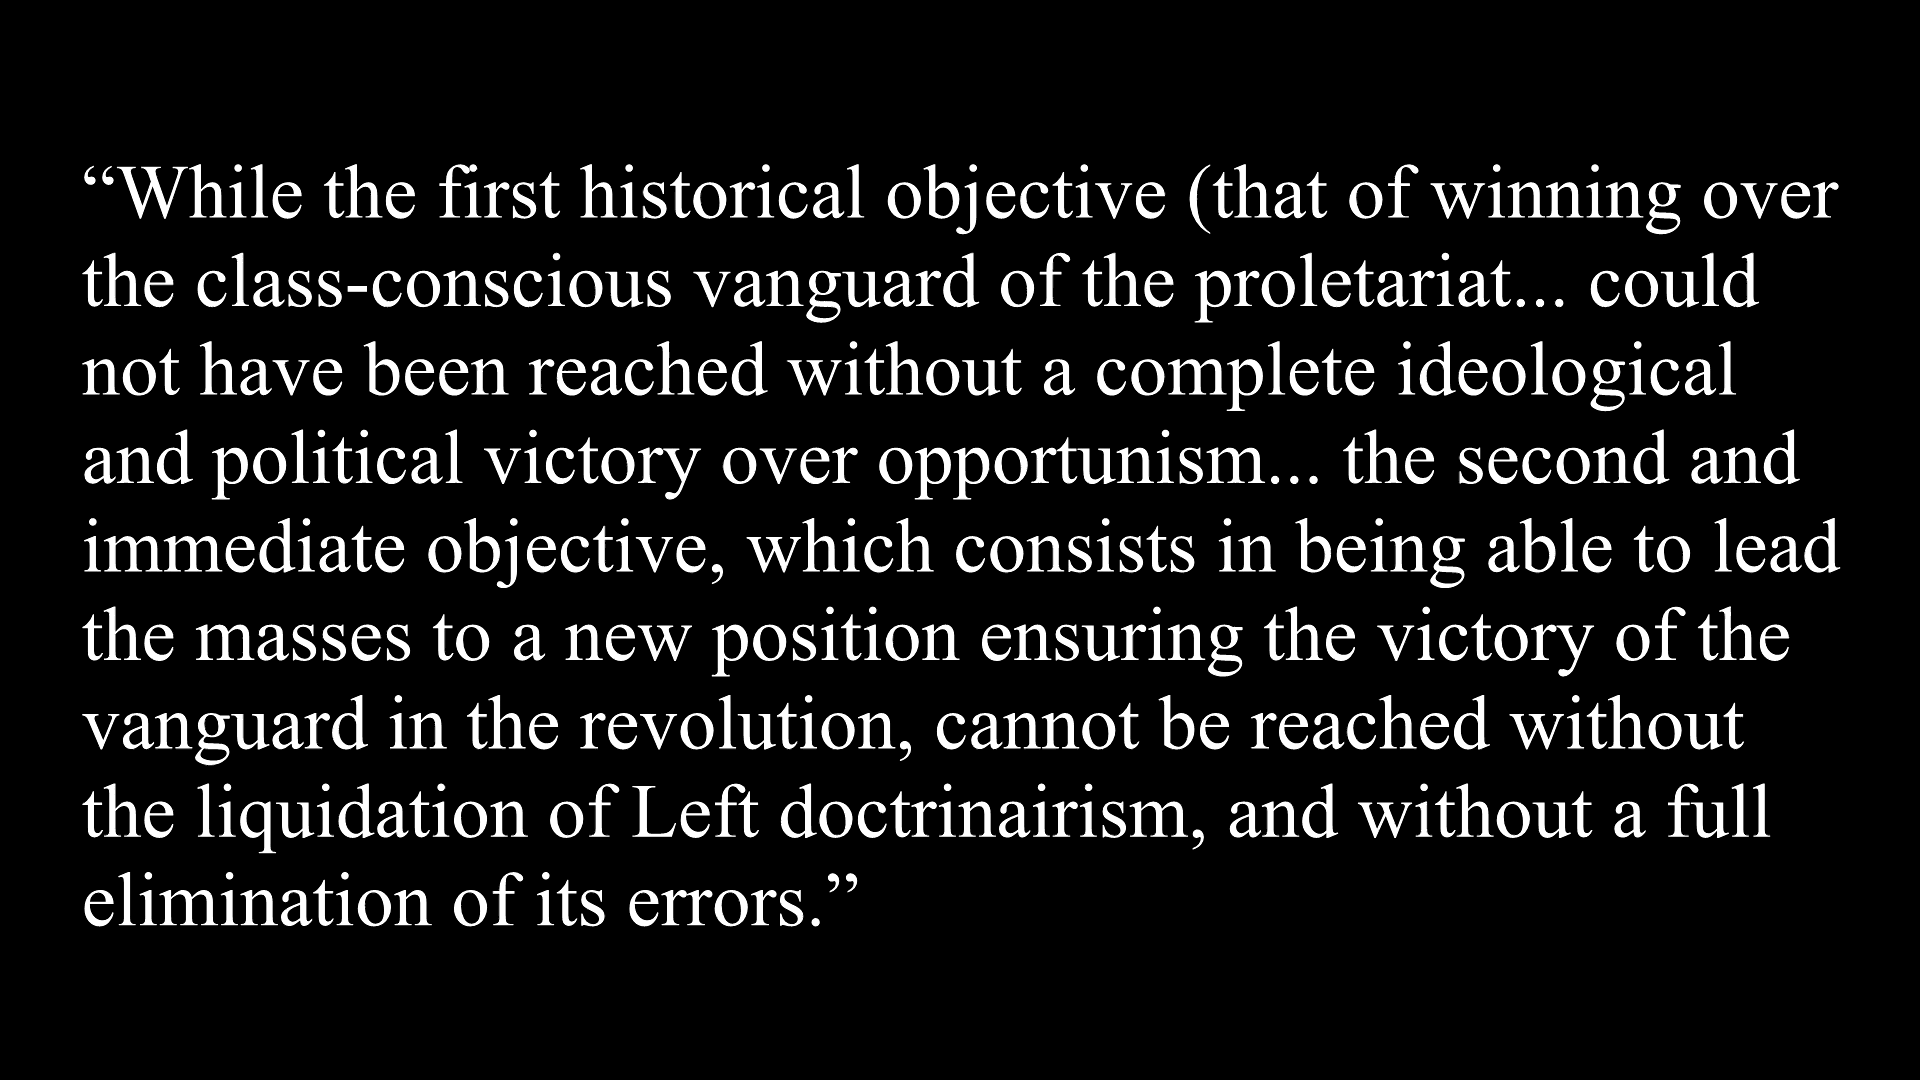 “While the first historical objective (that of winning over
the class-conscious vanguard of the proletariat... could
not have been reached without a complete ideological
and political victory over opportunism... the second and
immediate objective, which consists in being able to lead
the masses to a new position ensuring the victory of the
vanguard in the revolution, cannot be reached without
the liquidation of Left doctrinairism, and without a full
elimination of its errors.”